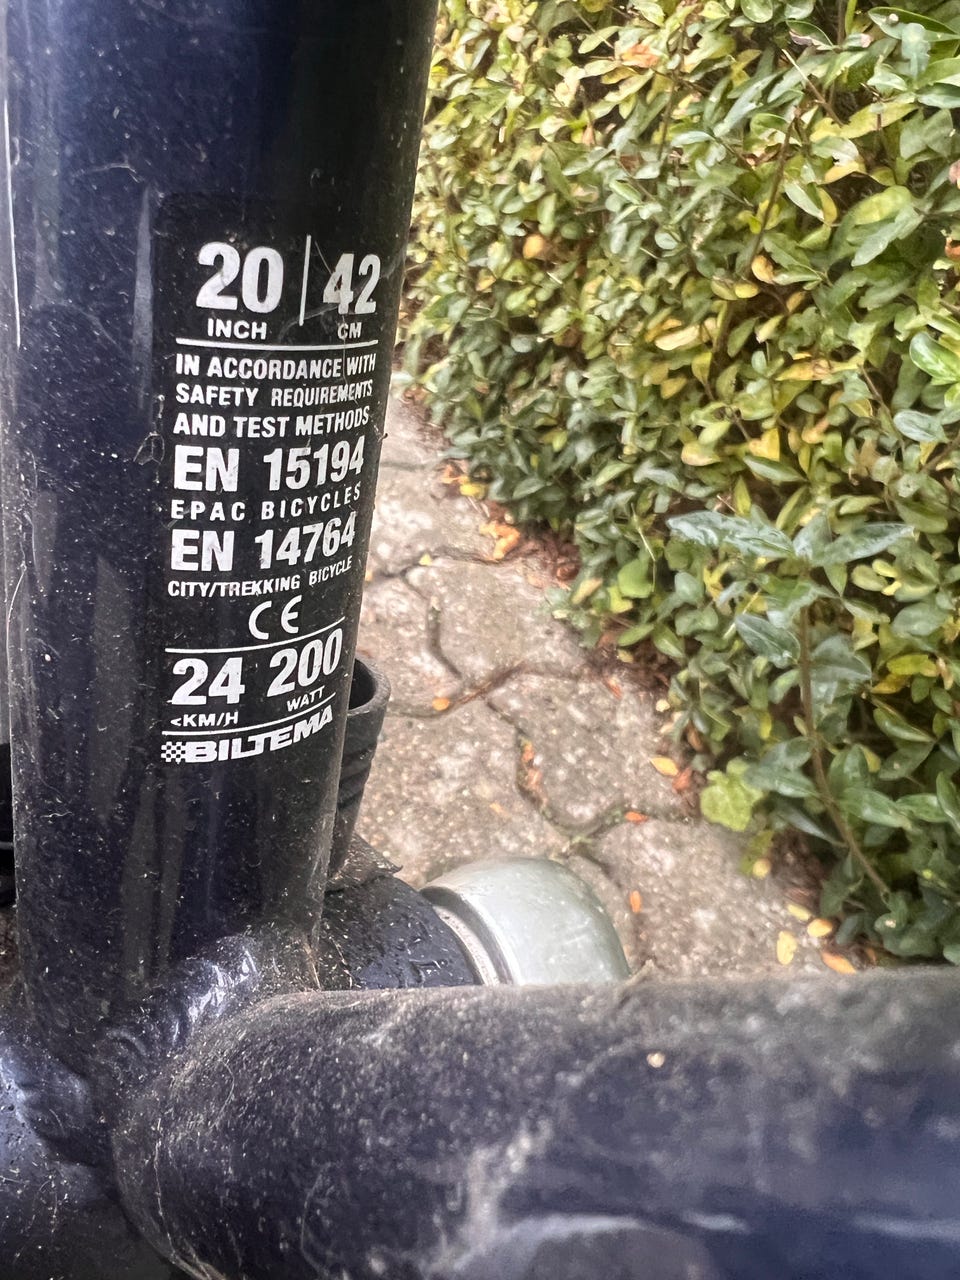 20 | 42
INCH CM
IN ACCORDANCE WITH
SAFETY REQUIREMENTS
AND TEST METHODS
EN 15194
EPAC BICYCLES
EN 14764
CITY/TREKKING BICYCLE
CE
24 200
<KM/H WATT
BILTEMA